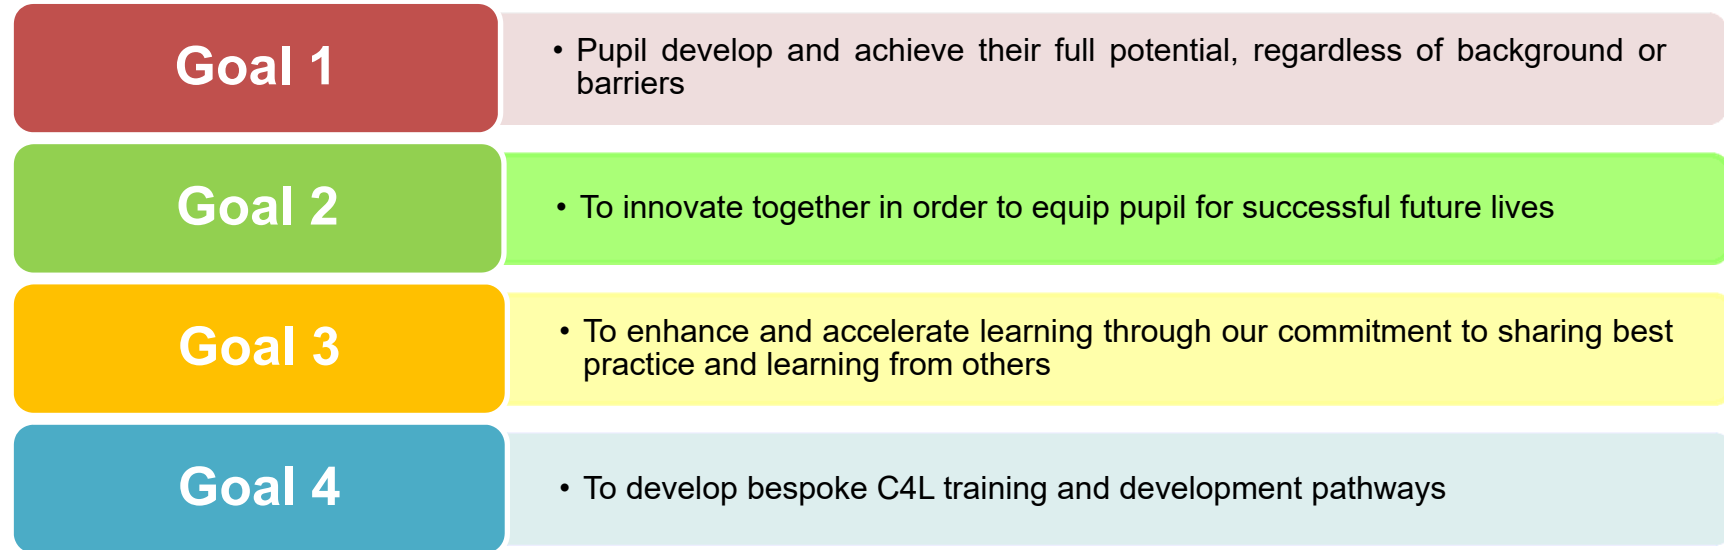 Goal 1
• Pupil develop and achieve their full potential, regardless of background or
barriers
Goal 2
• To innovate together in order to equip pupil for successful future lives
Goal 3
• To enhance and accelerate learning through our commitment to sharing best
practice and learning from others
Goal 4
• To develop bespoke C4L training and development pathways